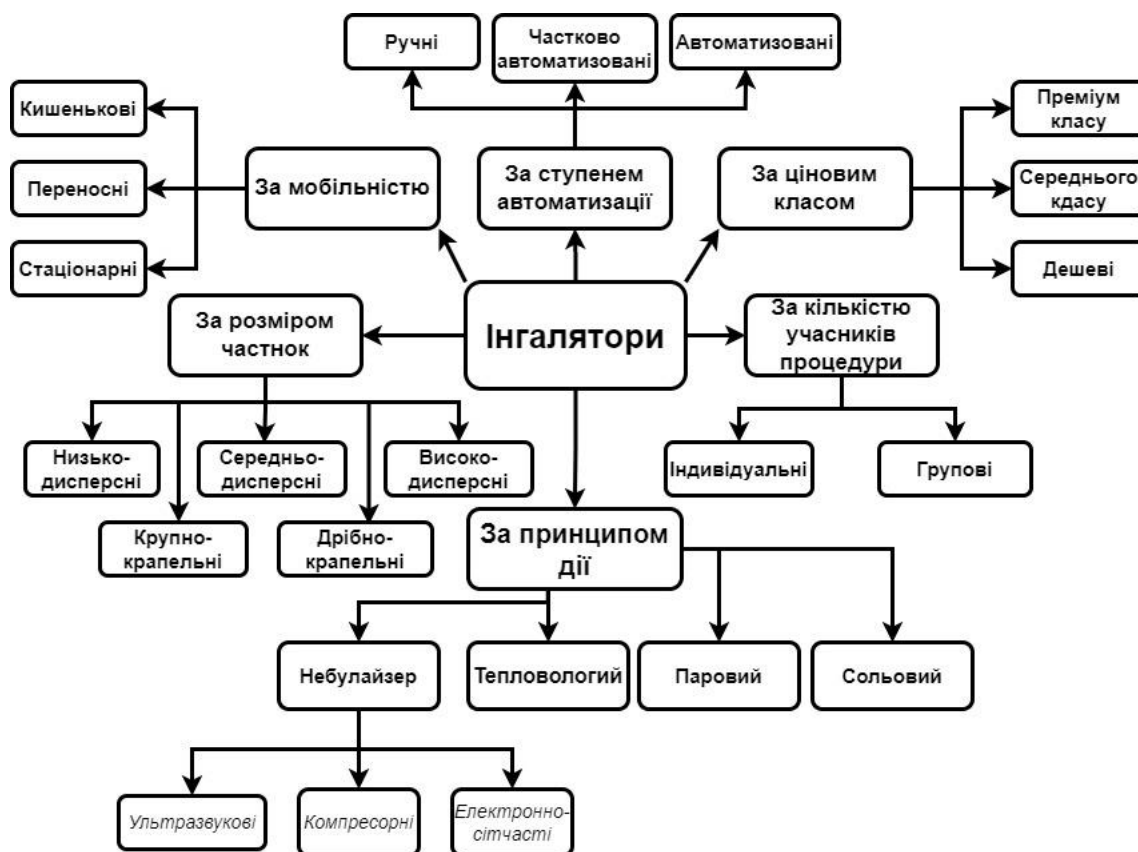 Ручні
Частково
автоматизовані
Автоматизовані
Кишенькові
Переносні
Стаціонарні
За мобільністю
За ступенем
автоматизації
За ціновим
класом
Преміум
класу
Середнього
кдасу
Дешеві
За розміром
частнок
Інгалятори
За кількістю
учасників
процедури
Низько-
дисперсні
Середньо-
дисперсні
Високо-
дисперсні
Крупно-
крапельні
Дрібно-
крапельні
Індивідуальні
Групові
За принципом
дії
Небулайзер
Тепловологий
Паровий
Сольовий
Ультразвукові
Компресорні
Електронно-
сітчасті